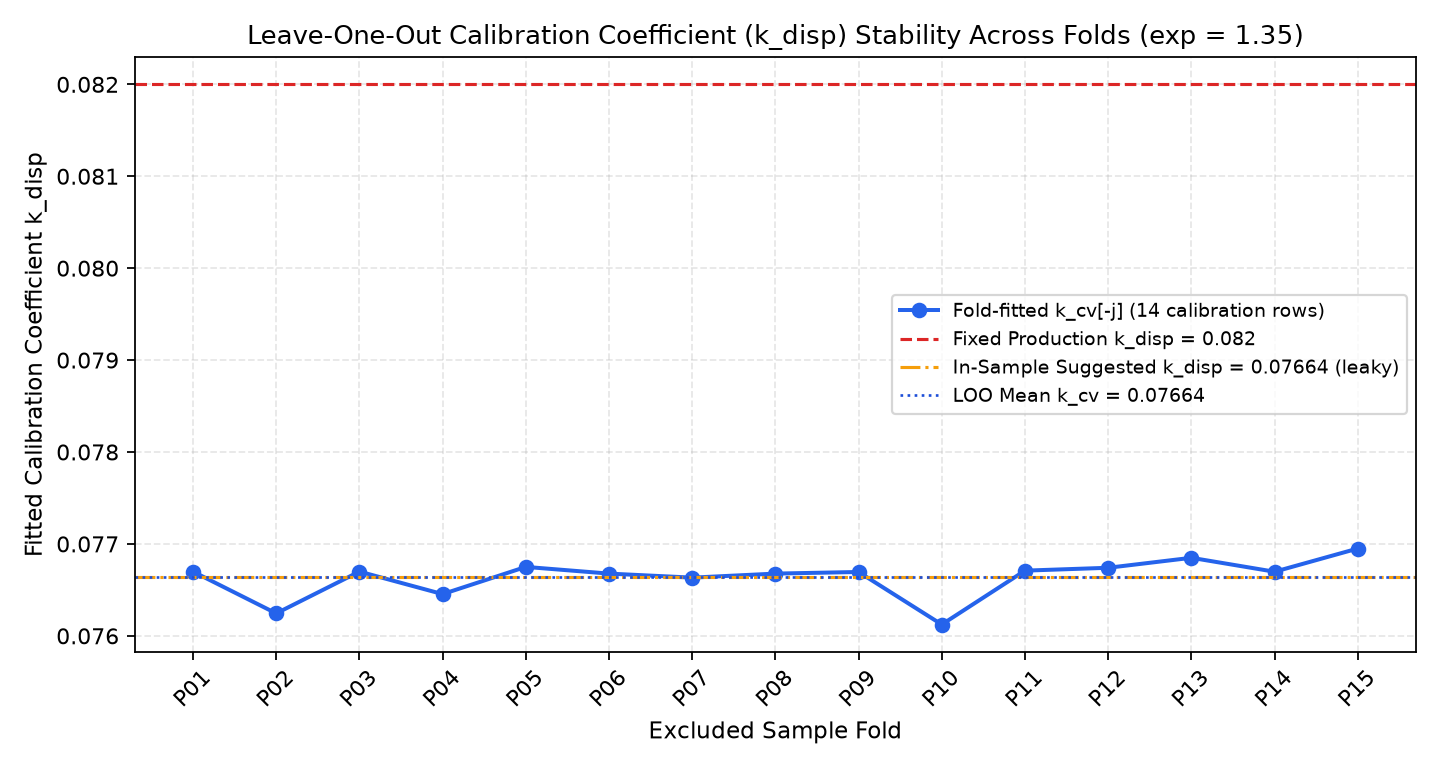 Leave-One-Out Calibration Coefficient (k_disp) Stability Across Folds (exp = 1.35)
Fitted Calibration Coefficient k_disp
0.082
0.081
0.080
0.079
0.078
0.077
0.076
Fold-fitted k_cv[-j] (14 calibration rows)
Fixed Production k_disp = 0.082
In-Sample Suggested k_disp = 0.07664 (leaky)
LOO Mean k_cv = 0.07664
P01 P02 P03 P04 P05 P06 P07 P08 P09 P10 P11 P12 P13 P14 P15
Excluded Sample Fold